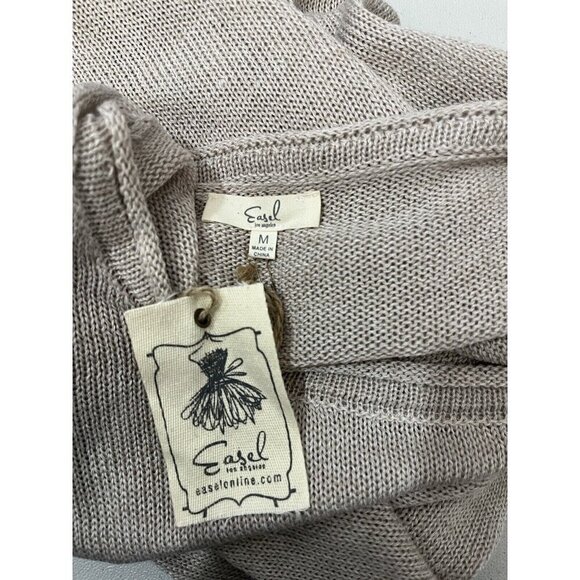 Easel
los angeles
M
MADE IN
CHINA
Easel
los angeles
easelonline.com